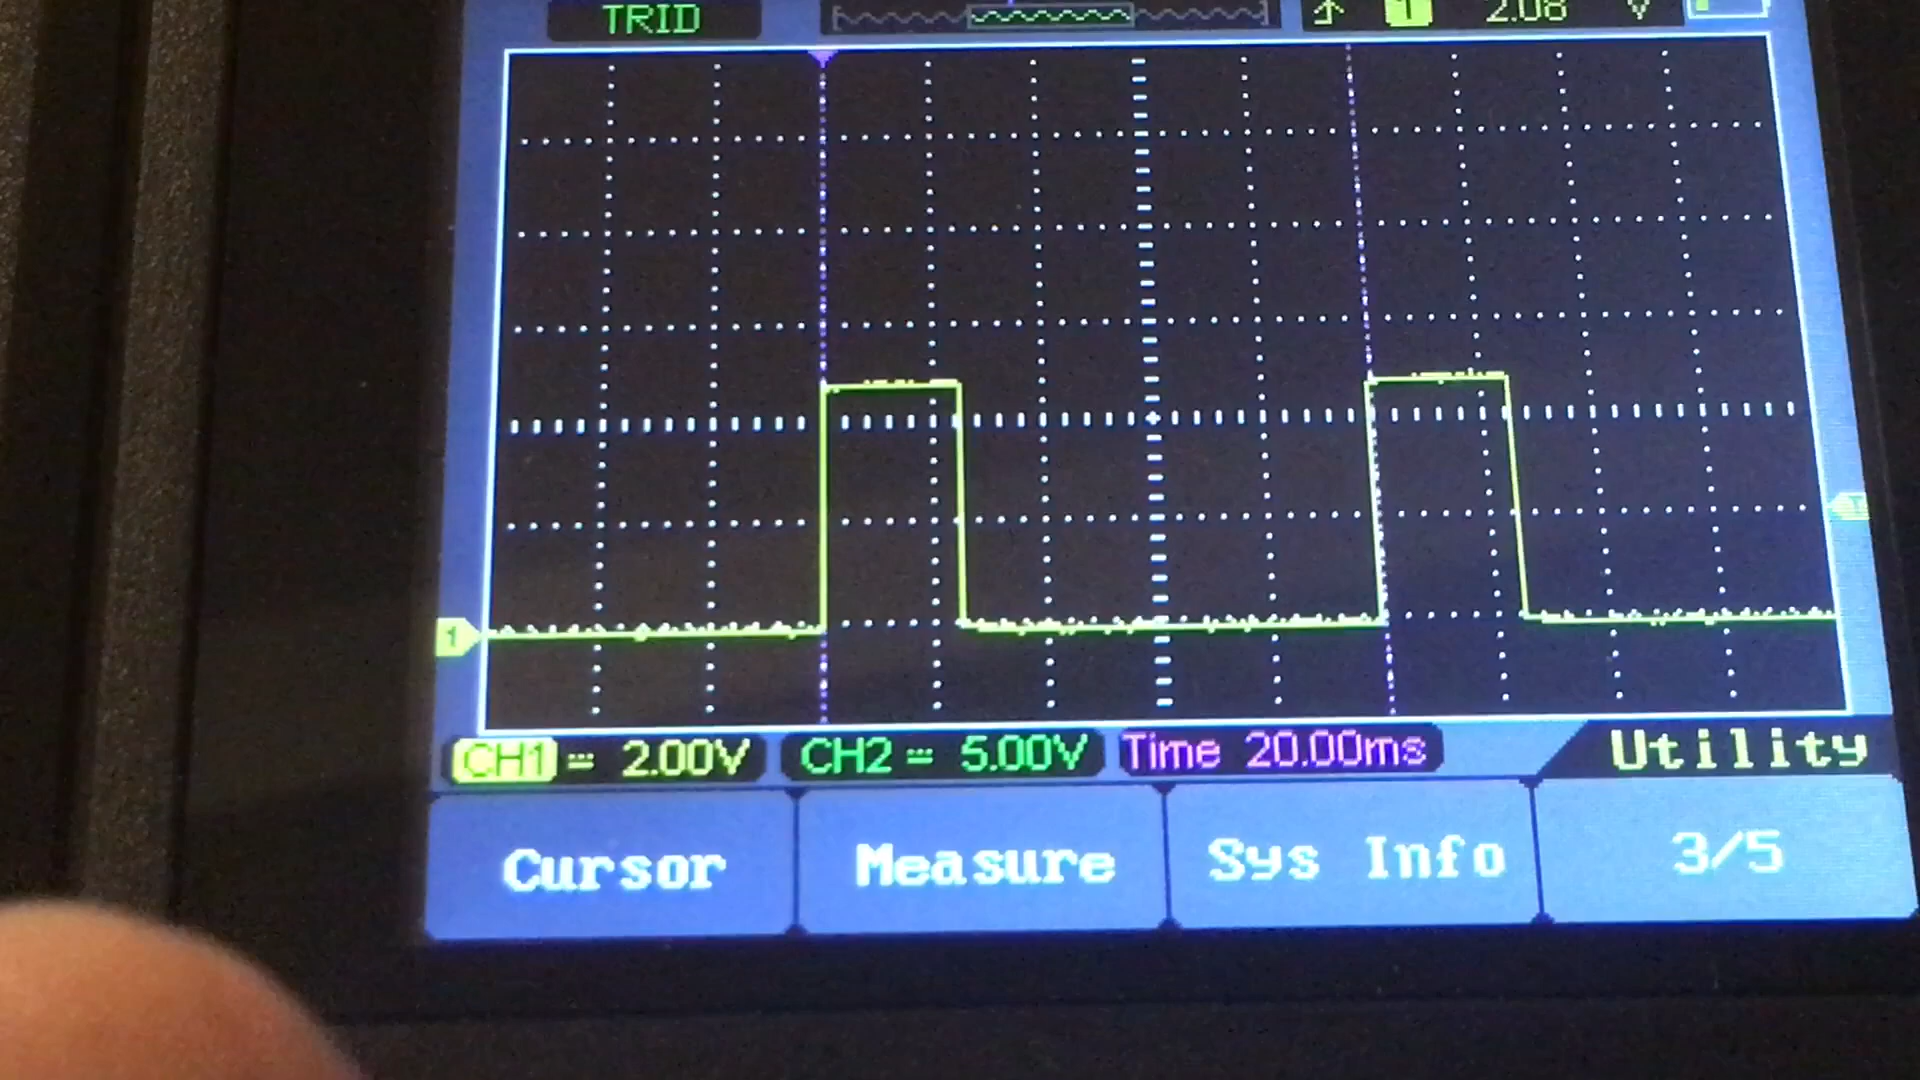 TRID 1 2.08 V
1
CH1 2.00V CH2 5.00V Time 20.00ms Utility
Cursor Measure Sys Info 3/5